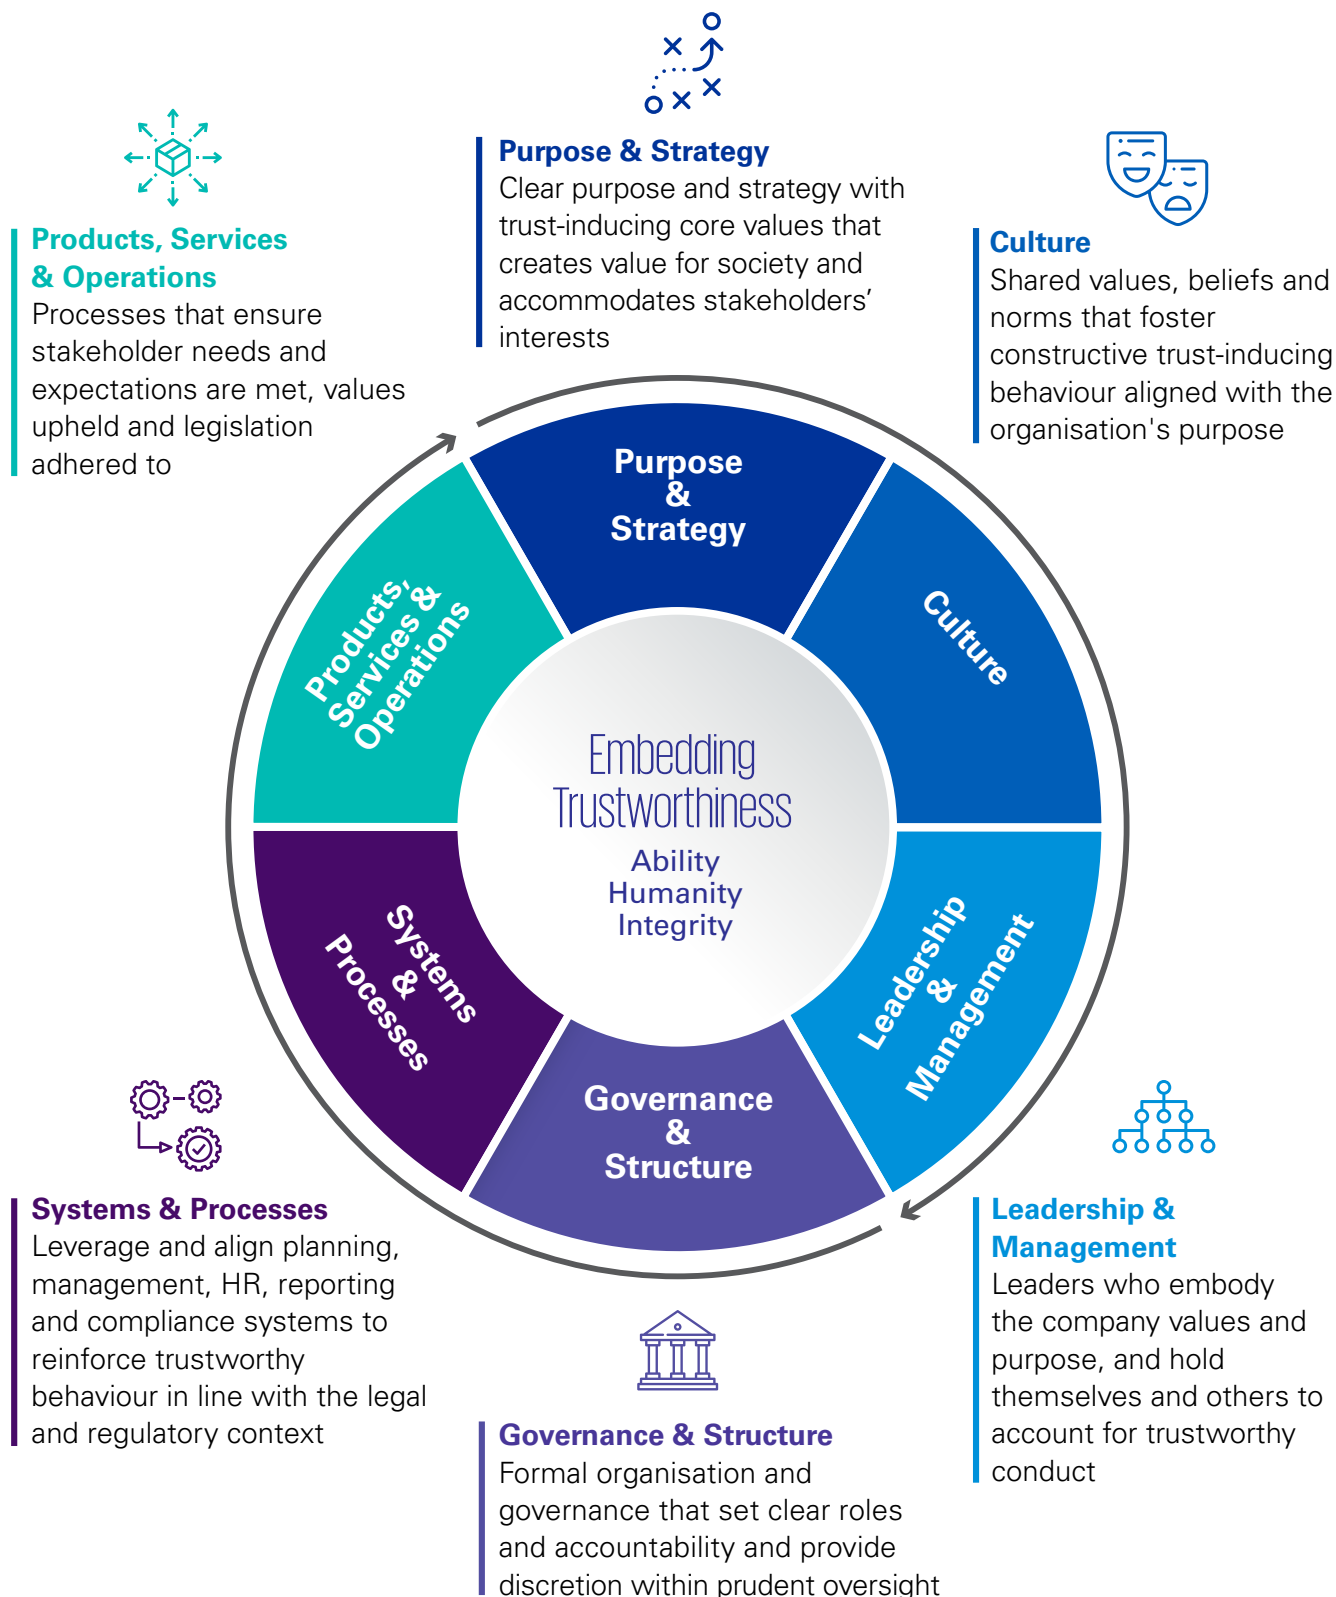 Purpose & Strategy
Clear purpose and strategy with
trust-inducing core values that
creates value for society and
accommodates stakeholders’
interests
Products, Services
& Operations
Processes that ensure
stakeholder needs and
expectations are met, values
upheld and legislation
adhered to
Culture
Shared values, beliefs and
norms that foster
constructive trust-inducing
behaviour aligned with the
organisation's purpose
Purpose
&
Strategy
Culture
Products,
Services &
Operations
Embedding
Trustworthiness
Ability
Humanity
Integrity
Leadership
&
Management
Systems
&
Processes
Governance
&
Structure
Systems & Processes
Leverage and align planning,
management, HR, reporting
and compliance systems to
reinforce trustworthy
behaviour in line with the legal
and regulatory context
Leadership &
Management
Leaders who embody
the company values and
purpose, and hold
themselves and others to
account for trustworthy
conduct
Governance & Structure
Formal organisation and
governance that set clear roles
and accountability and provide
discretion within prudent oversight